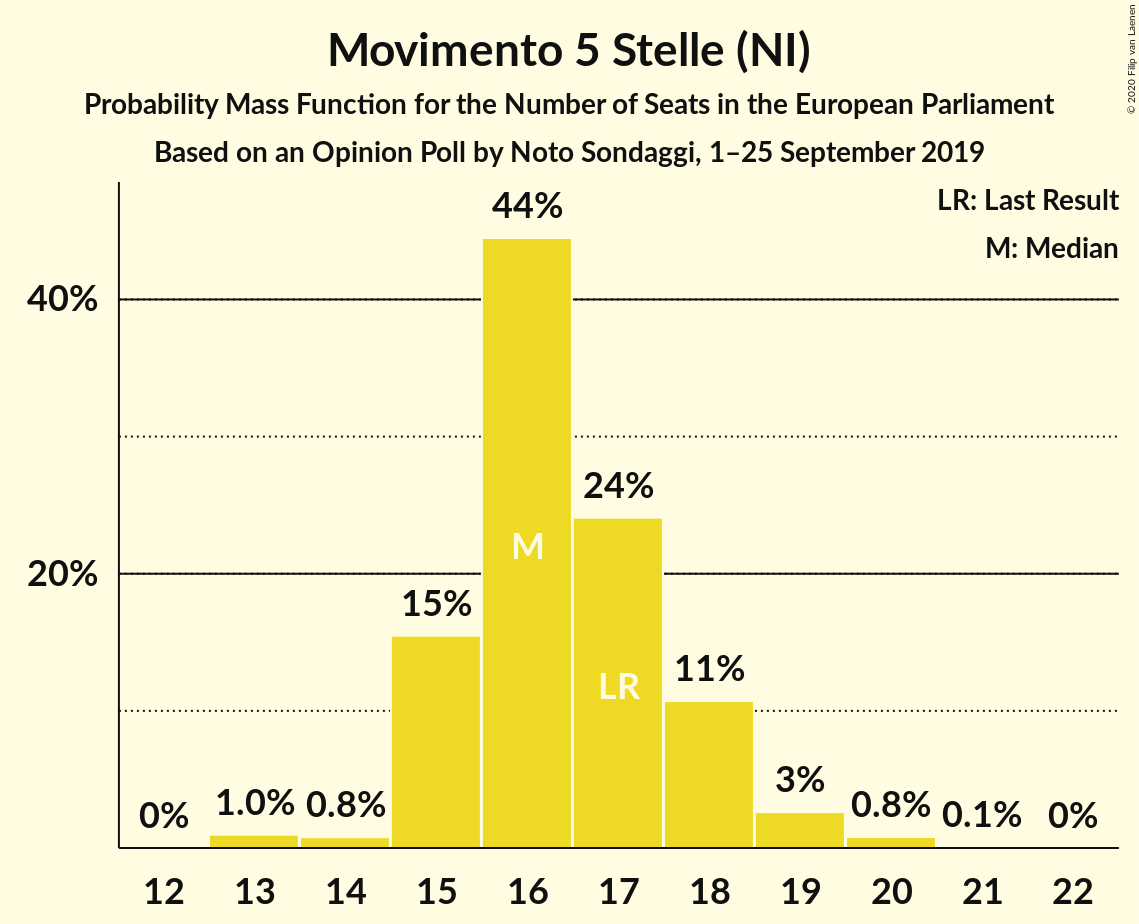 Movimento 5 Stelle (NI)
Probability Mass Function for the Number of Seats in the European Parliament
Based on an Opinion Poll by Noto Sondaggi, 1–25 September 2019
© 2020 Filip van Laenen
LR: Last Result
M: Median
44%
40%
24%
M
20%
15%
LR
11%
3%
0%
1.0%
0.8%
0.8%
0.1%
0%
12 13 14 15 16 17 18 19 20 21 22